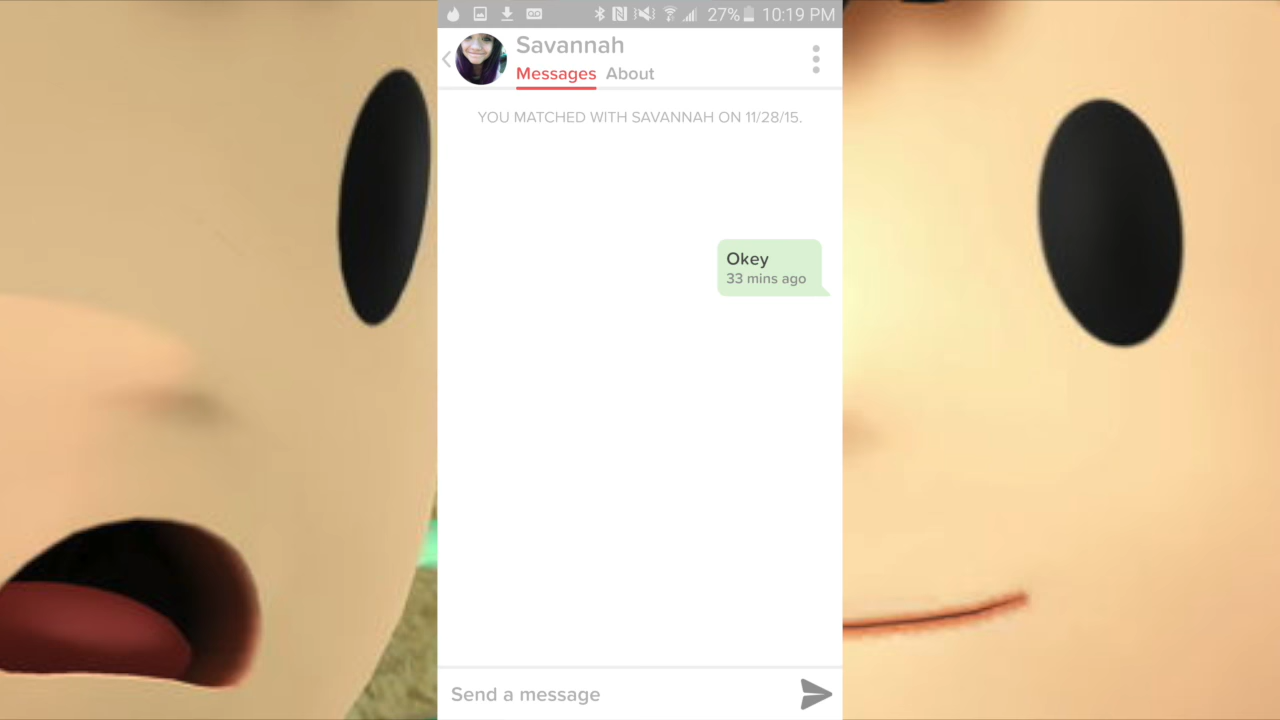 27% 10:19 PM
Savannah
Messages About
YOU MATCHED WITH SAVANNAH ON 11/28/15.
Okey
33 mins ago
Send a message